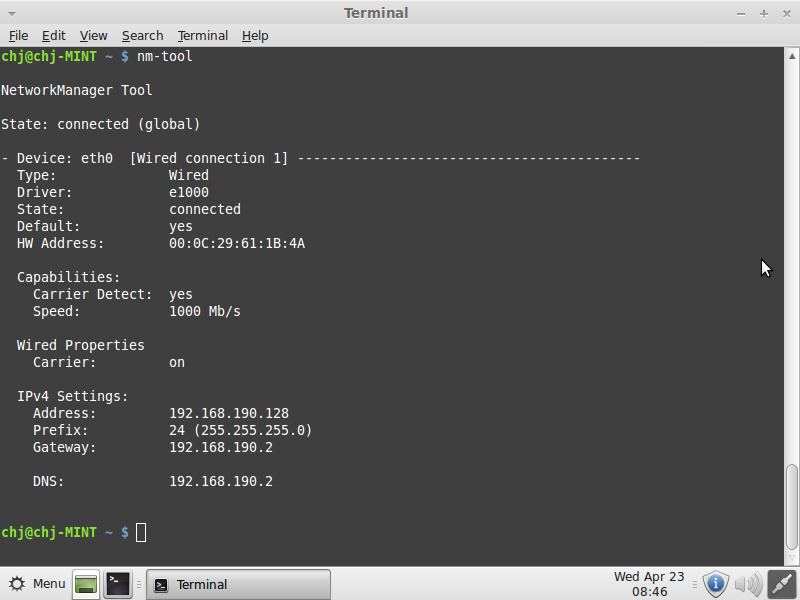 Terminal
File Edit View Search Terminal Help
chj@chj-MINT ~ $ nm-tool
NetworkManager Tool
State: connected (global)
- Device: eth0  [Wired connection 1] -------------------------------------------
  Type:              Wired
  Driver:            e1000
  State:             connected
  Default:           yes
  HW Address:        00:0C:29:61:1B:4A
  Capabilities:
    Carrier Detect:  yes
    Speed:           1000 Mb/s
  Wired Properties
    Carrier:         on
  IPv4 Settings:
    Address:         192.168.190.128
    Prefix:          24 (255.255.255.0)
    Gateway:         192.168.190.2
    DNS:             192.168.190.2
chj@chj-MINT ~ $
Menu Terminal Wed Apr 23
08:46